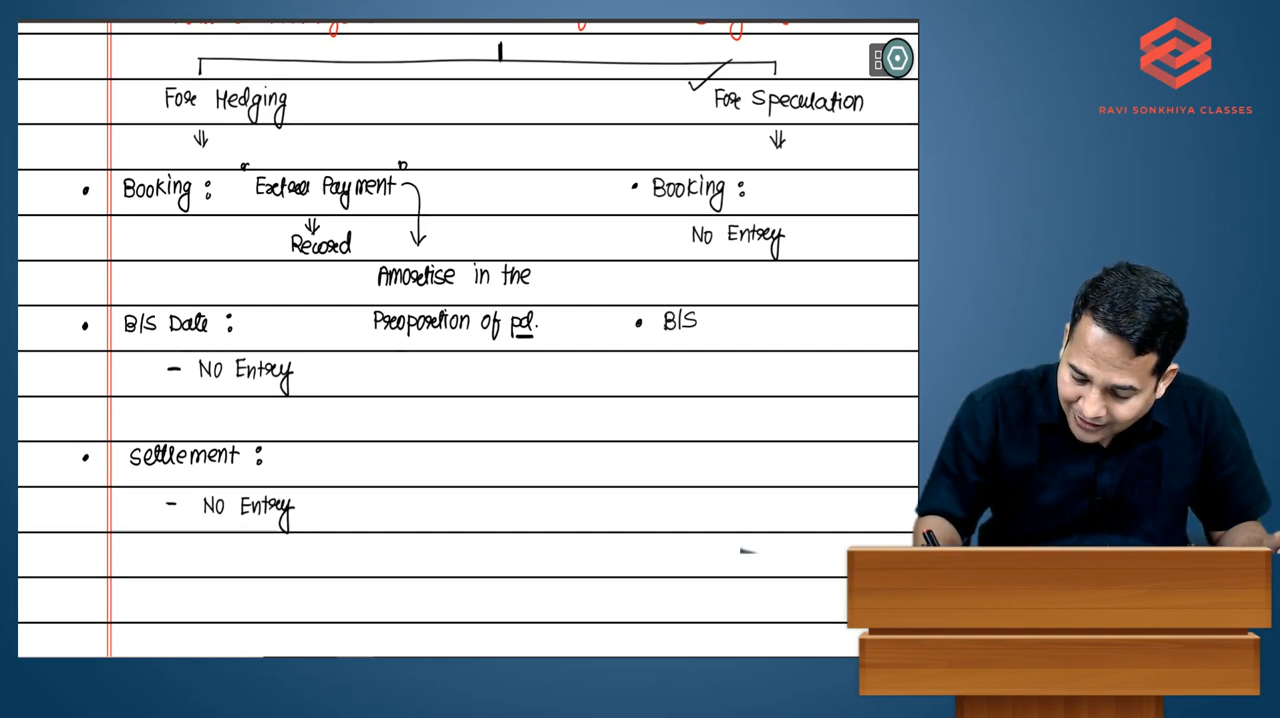 For Hedging
For Speculation
• Booking : "Extra Payment"
Record
Amortise in the
Proportion of pd.
• Booking :
No Entry
• B/S Date :
- No Entry
• B/S
• Settlement :
- No Entry
RAVI SONKHIYA CLASSES